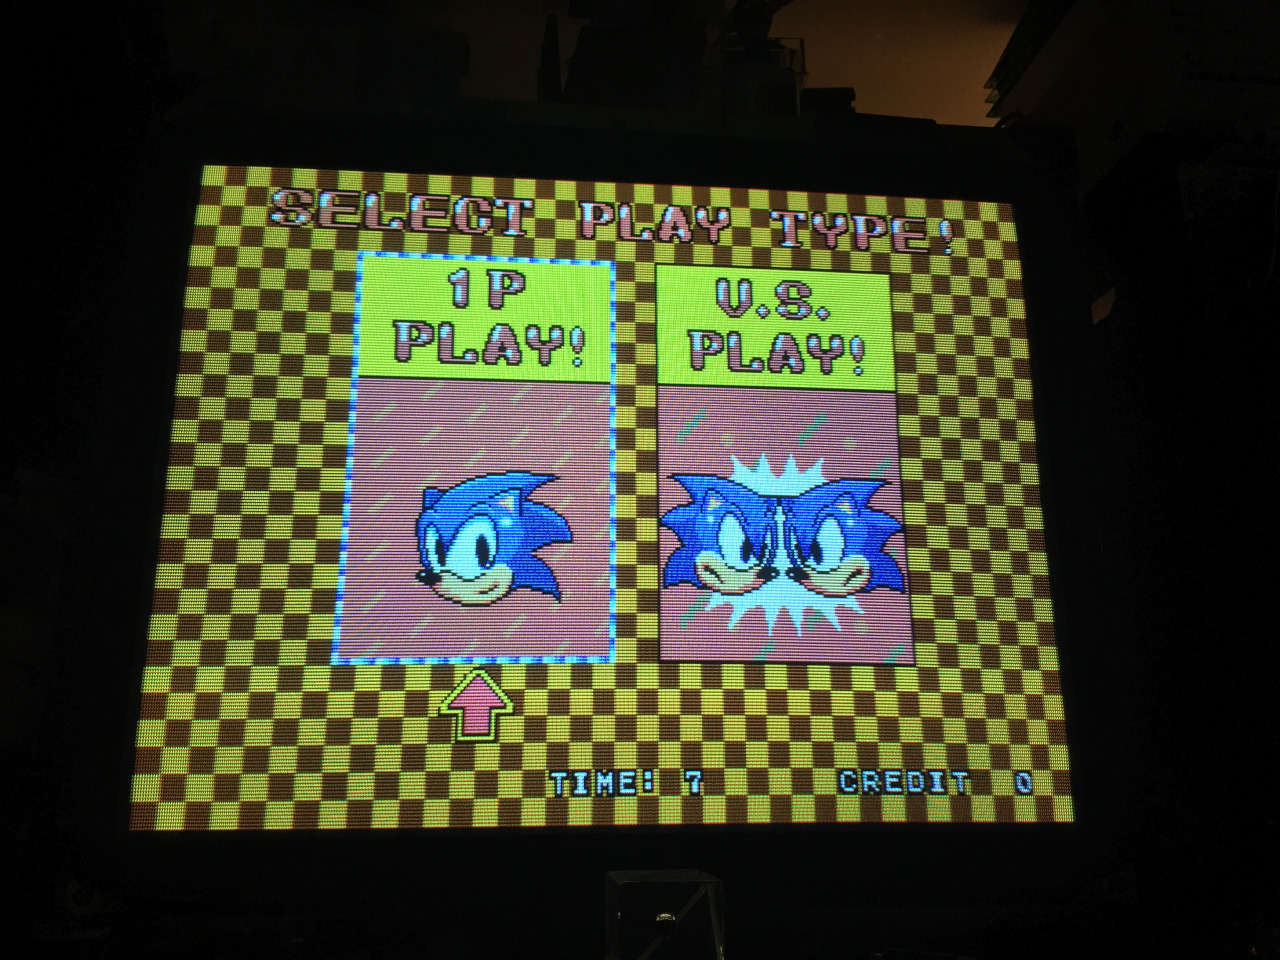 SELECT PLAY TYPE!
1P
PLAY!
V.S.
PLAY!
TIME: 7
CREDIT 0